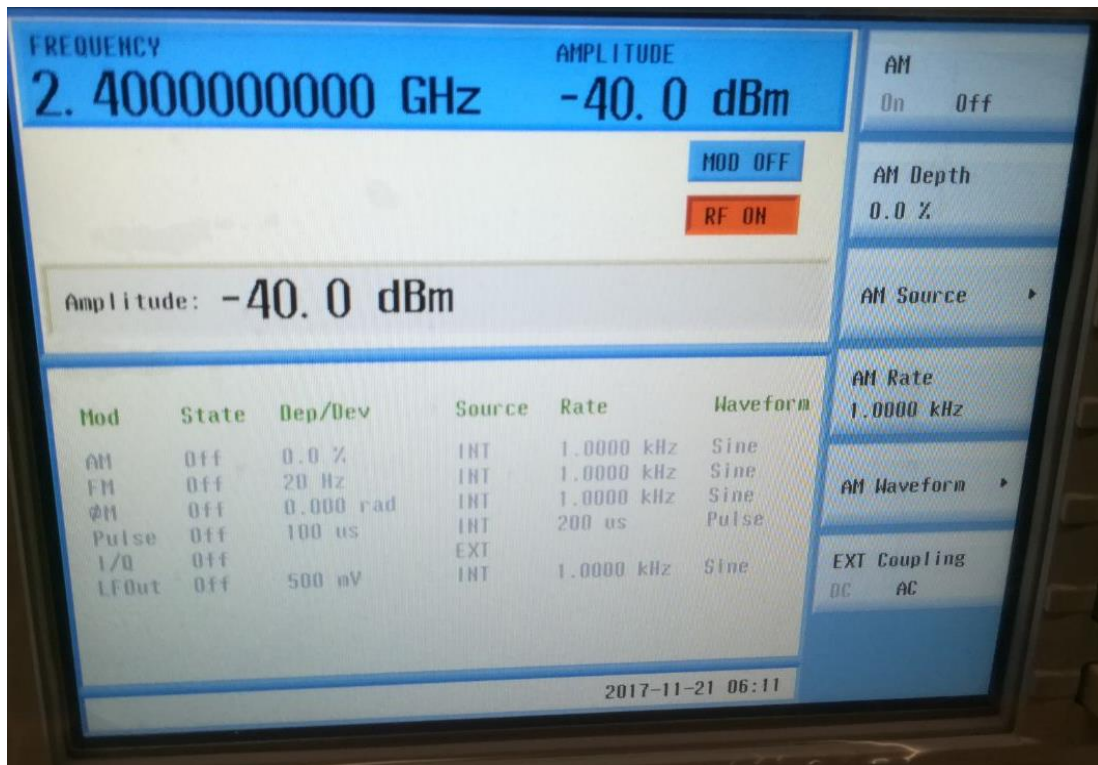 FREQUENCY AMPLITUDE
2.4000000000 GHz -40.0 dBm
MOD OFF
RF ON
Amplitude: -40.0 dBm
Mod State Dep/Dev Source Rate Waveform
AM Off 0.0 % INT 1.0000 kHz Sine
FM Off 20 Hz INT 1.0000 kHz Sine
ØM Off 0.000 rad INT 1.0000 kHz Sine
Pulse Off 100 us INT 200 us Pulse
I/Q Off EXT
LFOut Off 500 mV INT 1.0000 kHz Sine
2017-11-21 06:11
AM
On Off
AM Depth
0.0 %
AM Source
AM Rate
1.0000 kHz
AM Waveform
EXT Coupling
DC AC